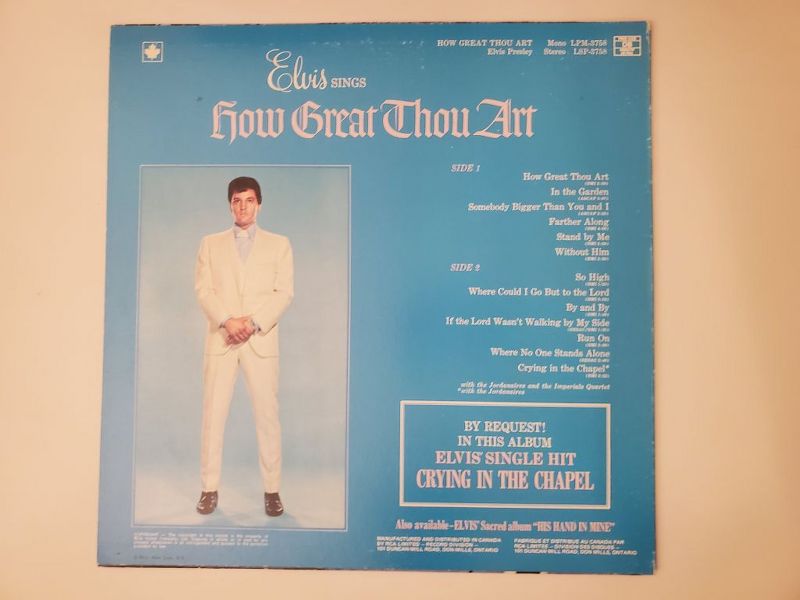 HOW GREAT THOU ART Mono LPM-3758
Elvis Presley Stereo LSP-3758
Elvis SINGS
How Great Thou Art
SIDE 1
How Great Thou Art
In the Garden
Somebody Bigger Than You and I
Farther Along
Stand by Me
Without Him
SIDE 2
So High
Where Could I Go But to the Lord
By and By
If the Lord Wasn't Walking by My Side
Run On
Where No One Stands Alone
Crying in the Chapel*
with the Jordanaires and the Imperials Quartet
*with the Jordanaires
BY REQUEST!
IN THIS ALBUM
ELVIS' SINGLE HIT
CRYING IN THE CHAPEL
Also available—ELVIS' Sacred album "HIS HAND IN MINE"
MANUFACTURED AND DISTRIBUTED IN CANADA
BY RCA LIMITED – RECORD DIVISION –
101 DUNCAN MILL ROAD, DON MILLS, ONTARIO
FABRIQUE ET DISTRIBUE AU CANADA PAR
RCA LIMITEE – DIVISION DES DISQUES –
101 DUNCAN MILL ROAD, DON MILLS, ONTARIO